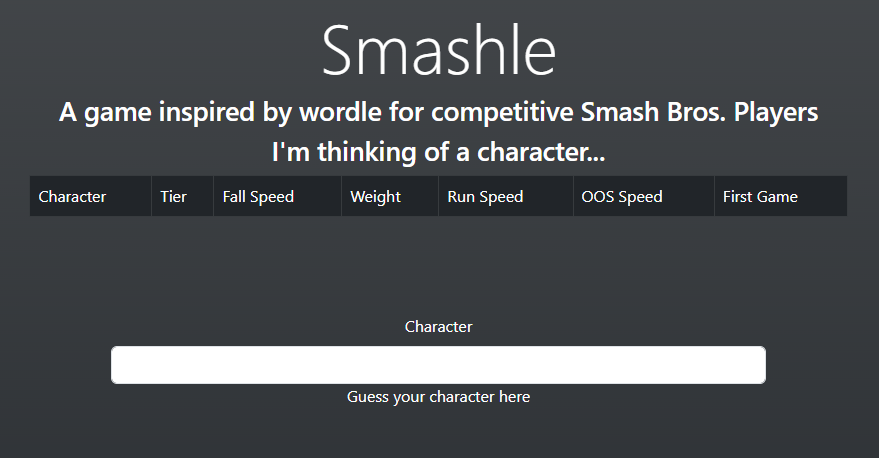 Smashle
A game inspired by wordle for competitive Smash Bros. Players
I'm thinking of a character...
Character Tier Fall Speed Weight Run Speed OOS Speed First Game
Character
Guess your character here